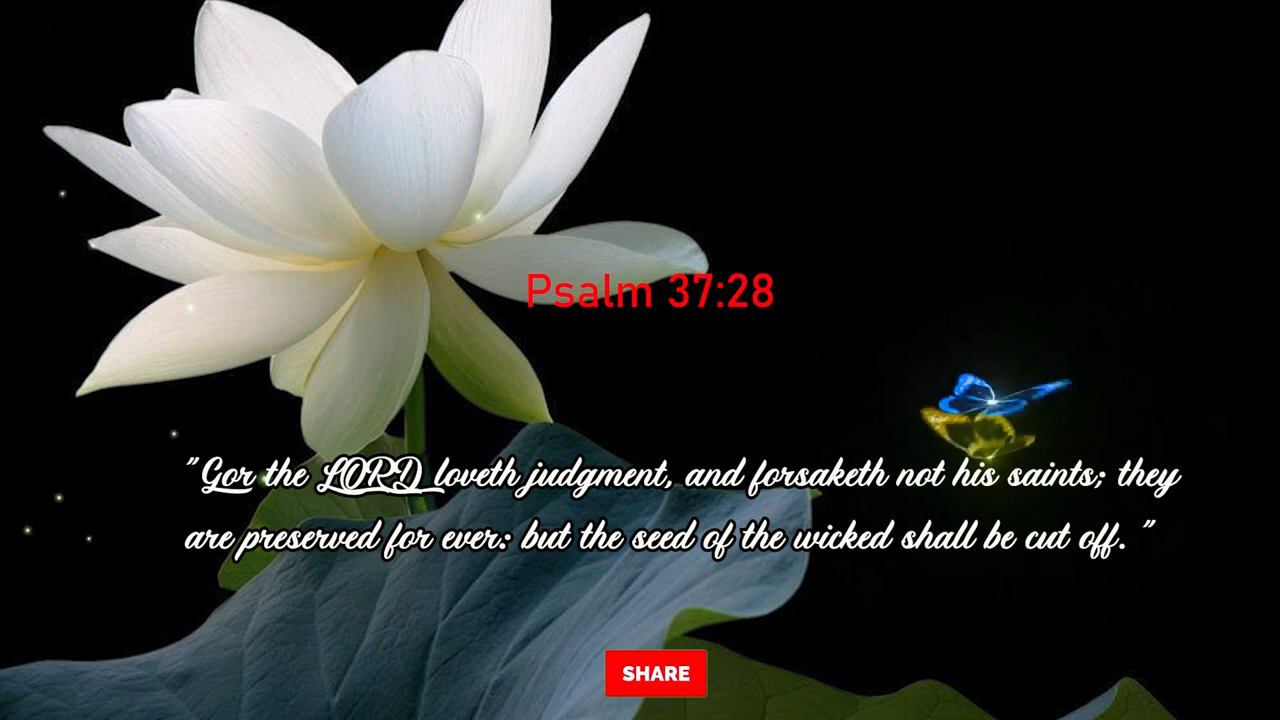 Psalm 37:28
"For the LORD loveth judgment, and forsaketh not his saints; they
are preserved for ever: but the seed of the wicked shall be cut off."
SHARE